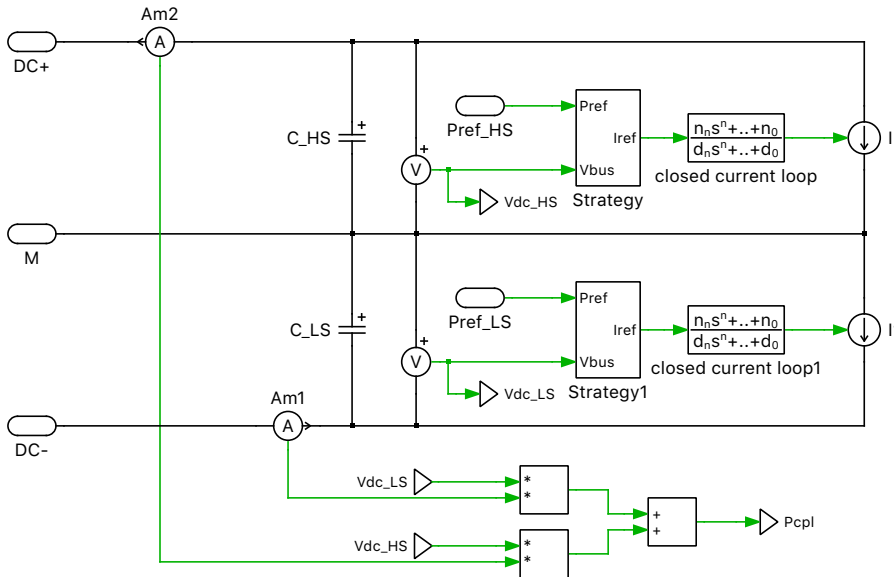 Am2
A
DC+
C_HS
+
+
V
Pref_HS
Vdc_HS
Pref
Iref
Vbus
Strategy
nₙsⁿ+..+n₀
dₙsⁿ+..+d₀
closed current loop
I
M
C_LS
+
+
V
Pref_LS
Vdc_LS
Pref
Iref
Vbus
Strategy1
nₙsⁿ+..+n₀
dₙsⁿ+..+d₀
closed current loop1
Am1
A
DC-
Vdc_LS
*
*
Vdc_HS
*
*
+
+
Pcpl